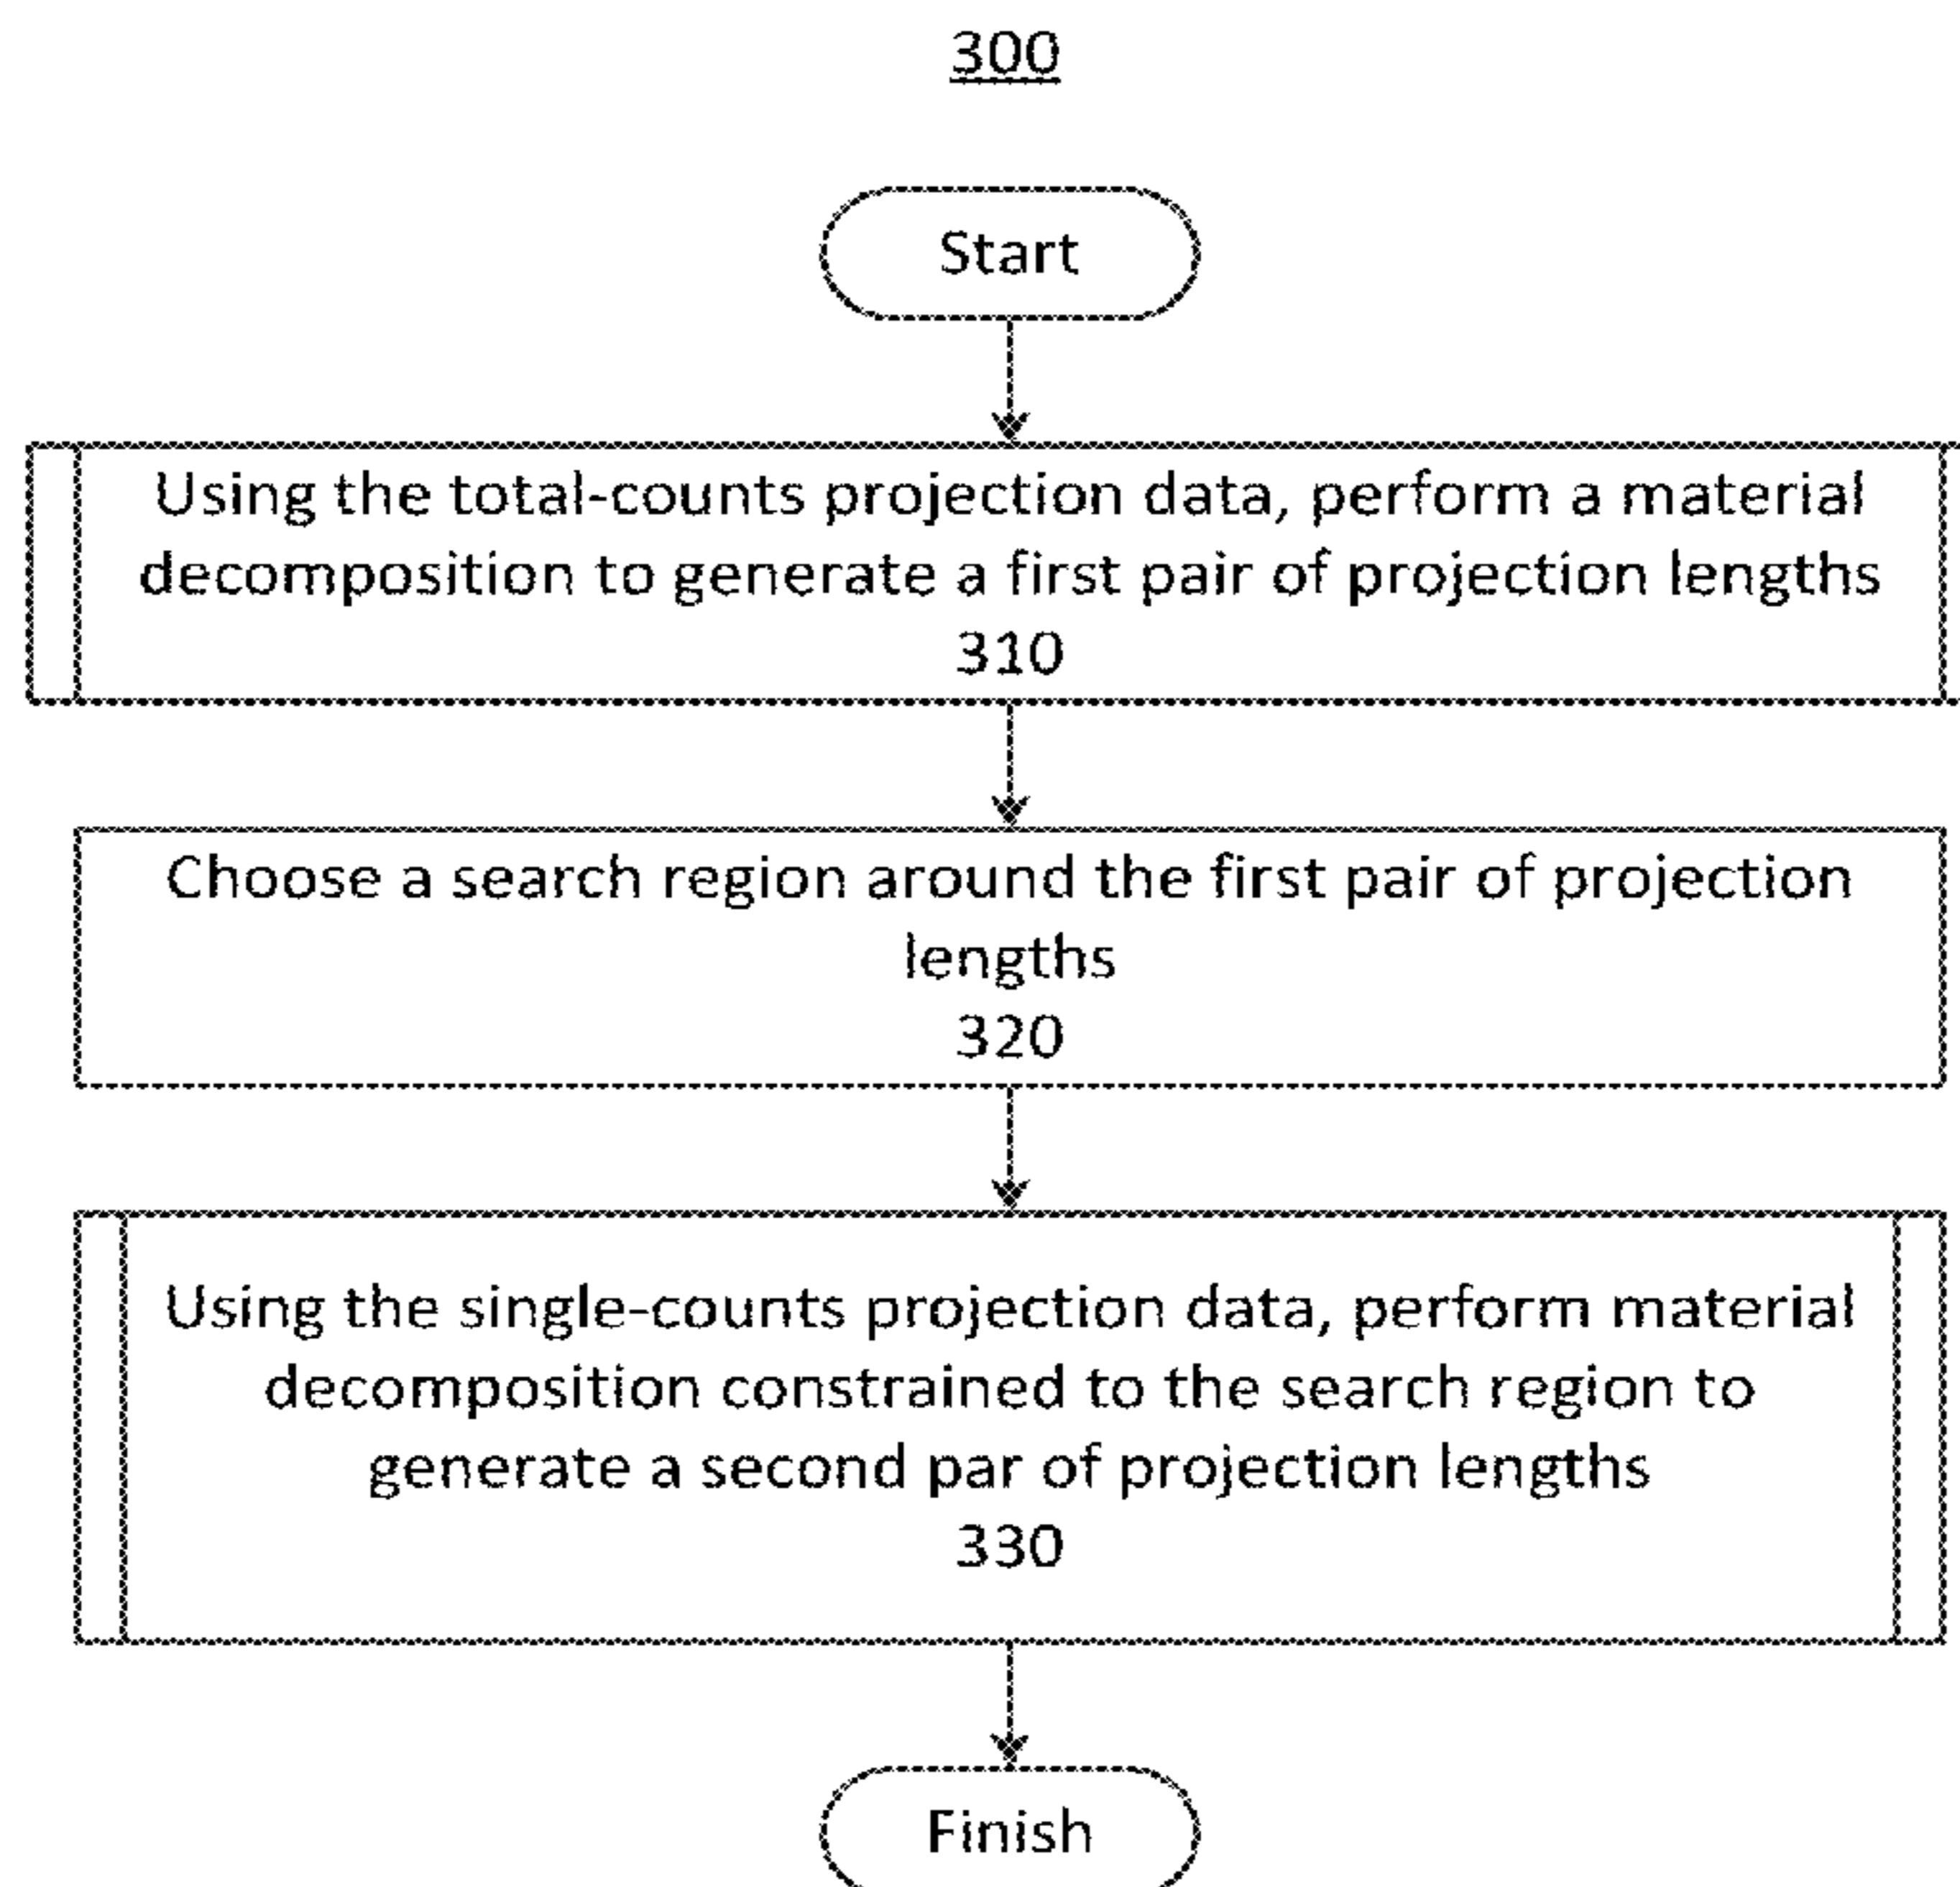 300
Start
Using the total-counts projection data, perform a material
decomposition to generate a first pair of projection lengths
310
Choose a search region around the first pair of projection
lengths
320
Using the single-counts projection data, perform material
decomposition constrained to the search region to
generate a second par of projection lengths
330
Finish